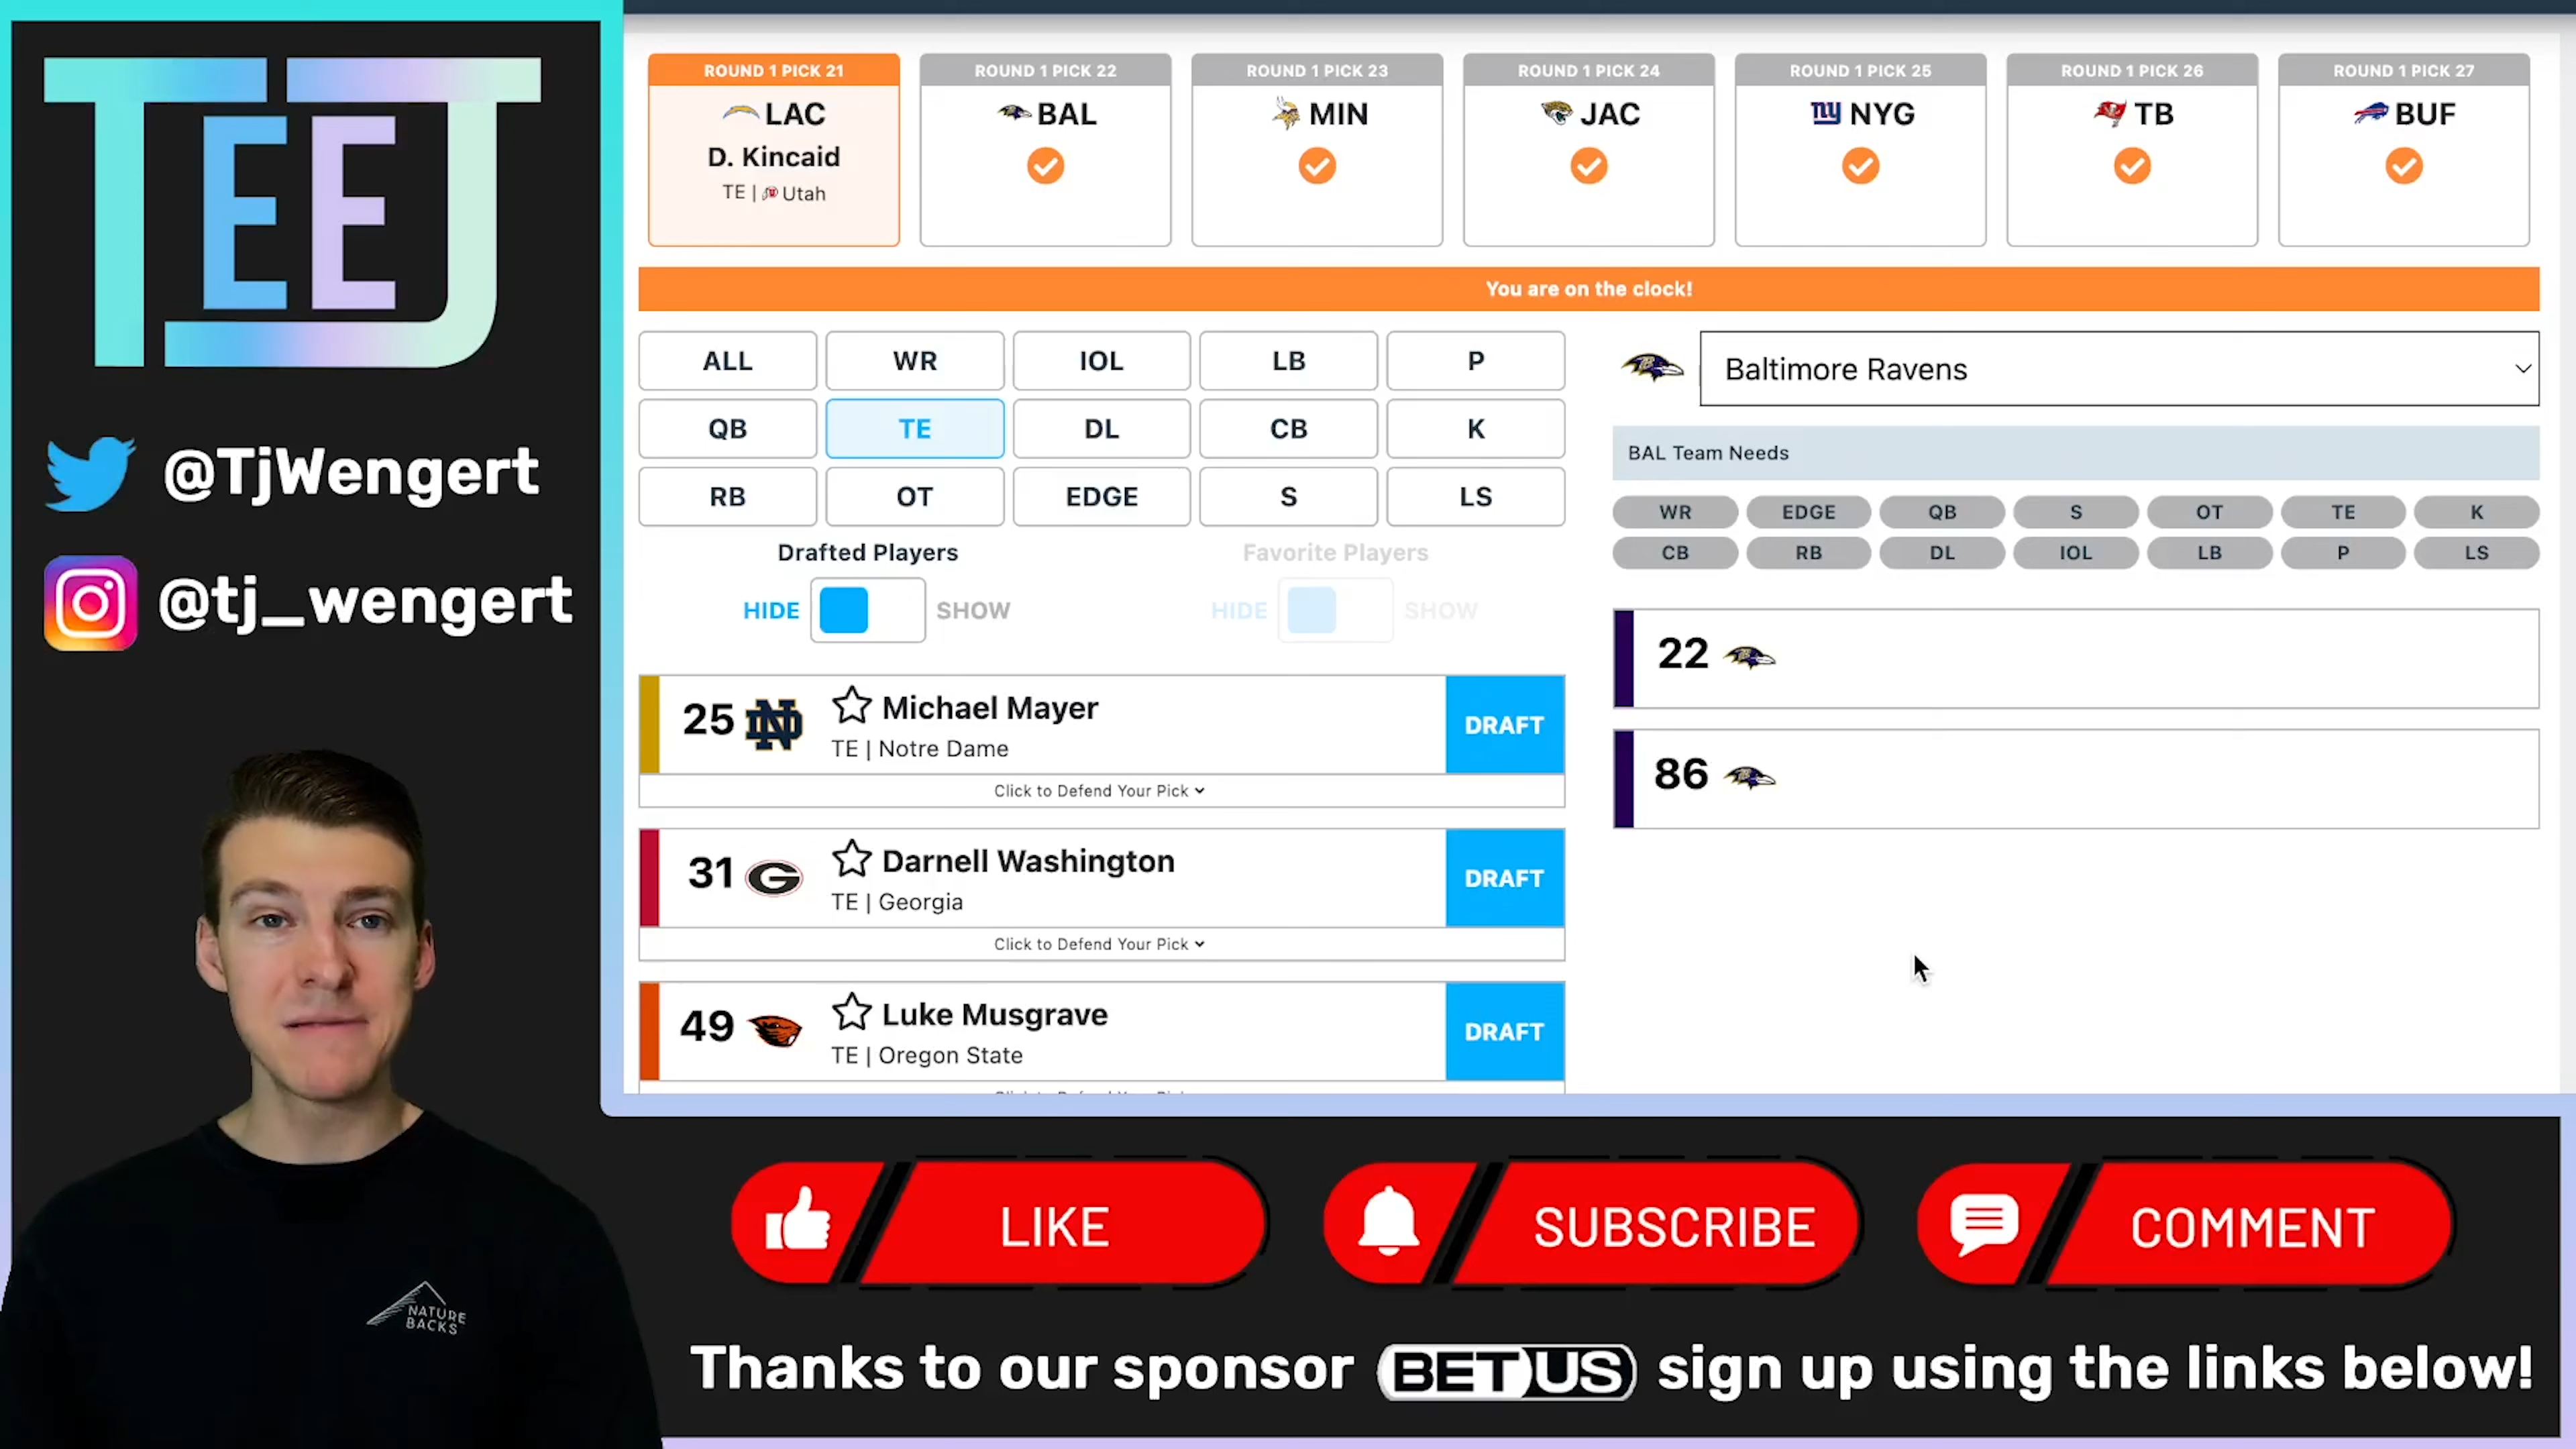 TEEJ
@TjWengert
@tj_wengert
NATURE
BACKS
ROUND 1 PICK 21
LAC
D. Kincaid
TE | Utah
ROUND 1 PICK 22
BAL
ROUND 1 PICK 23
MIN
ROUND 1 PICK 24
JAC
ROUND 1 PICK 25
ny NYG
ROUND 1 PICK 26
TB
ROUND 1 PICK 27
BUF
You are on the clock!
ALL WR IOL LB P
QB TE DL CB K
RB OT EDGE S LS
Drafted Players
HIDE SHOW
Favorite Players
HIDE SHOW
25 ND Michael Mayer
TE | Notre Dame
DRAFT
Click to Defend Your Pick
31 G Darnell Washington
TE | Georgia
DRAFT
Click to Defend Your Pick
49 Luke Musgrave
TE | Oregon State
DRAFT
Baltimore Ravens
BAL Team Needs
WR EDGE QB S OT TE K
CB RB DL IOL LB P LS
22
86
LIKE
SUBSCRIBE
COMMENT
Thanks to our sponsor BETUS sign up using the links below!